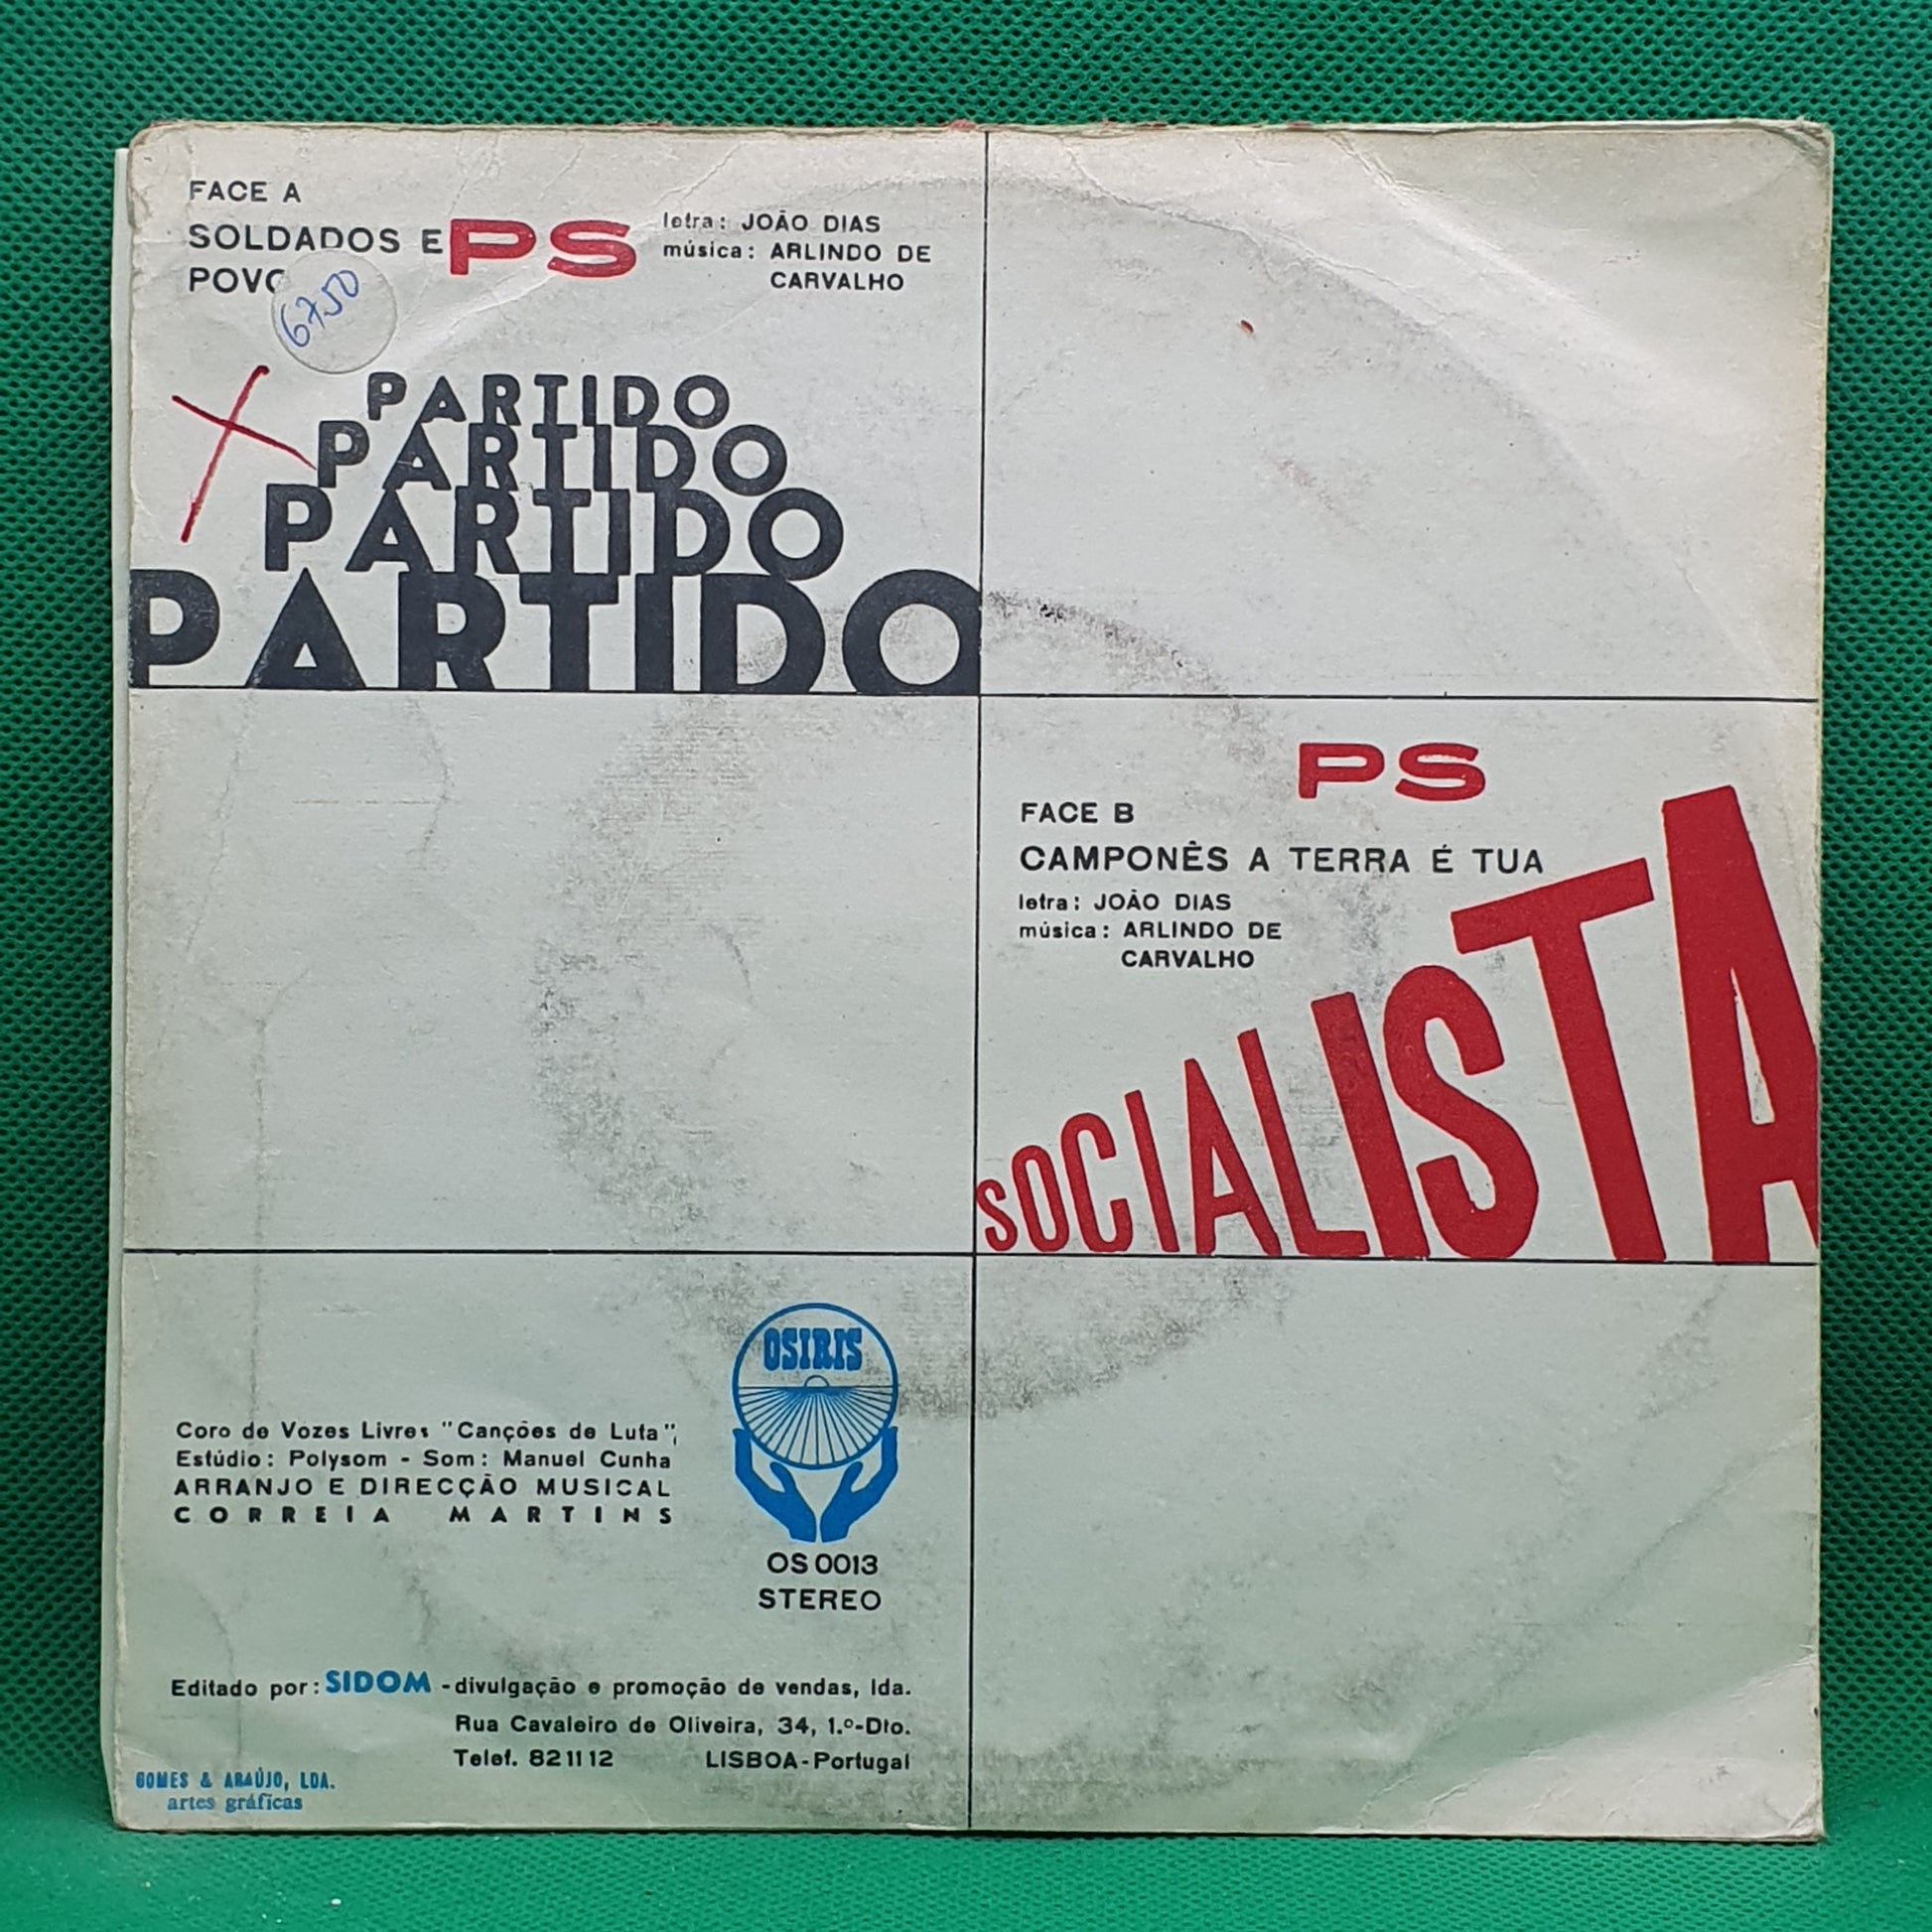 FACE A
SOLDADOS E
POVO
PS
letra: JOÃO DIAS
música: ARLINDO DE
CARVALHO
6750
PARTIDO
PARTIDO
PARTIDO
PARTIDO
PS
FACE B
CAMPONÊS A TERRA É TUA
letra: JOÃO DIAS
música: ARLINDO DE
CARVALHO
SOCIALISTA
OSIRIS
Coro de Vozes Livres "Canções de Luta";
Estúdio: Polysom - Som: Manuel Cunha
ARRANJO E DIRECÇÃO MUSICAL
CORREIA MARTINS
OS 0013
STEREO
Editado por: SIDOM - divulgação e promoção de vendas, lda.
Rua Cavaleiro de Oliveira, 34, 1.º-Dto.
Telef. 82 11 12 LISBOA - Portugal
GOMES & ARAÚJO, LDA.
artes gráficas